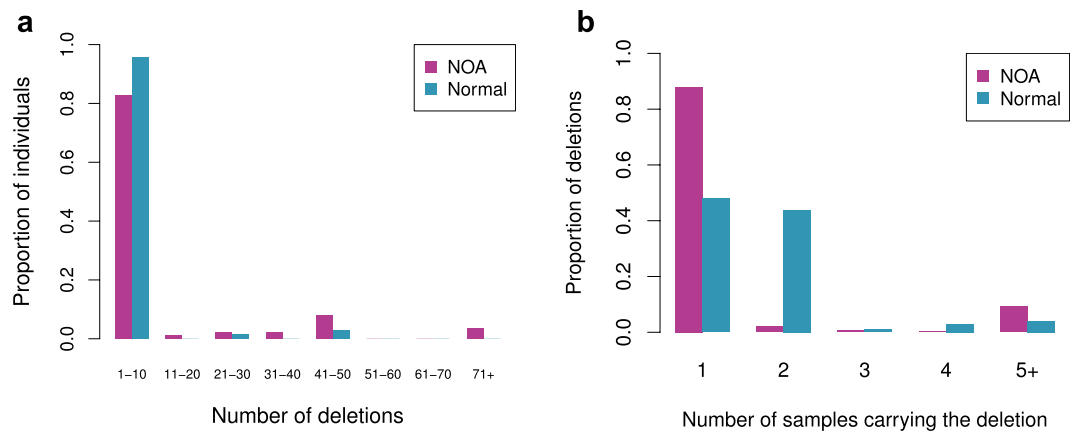 a
Proportion of individuals
1.0
0.8
0.6
0.4
0.2
0.0
NOA
Normal
1–10 11–20 21–30 31–40 41–50 51–60 61–70 71+
Number of deletions
b
Proportion of deletions
1.0
0.8
0.6
0.4
0.2
0.0
NOA
Normal
1 2 3 4 5+
Number of samples carrying the deletion